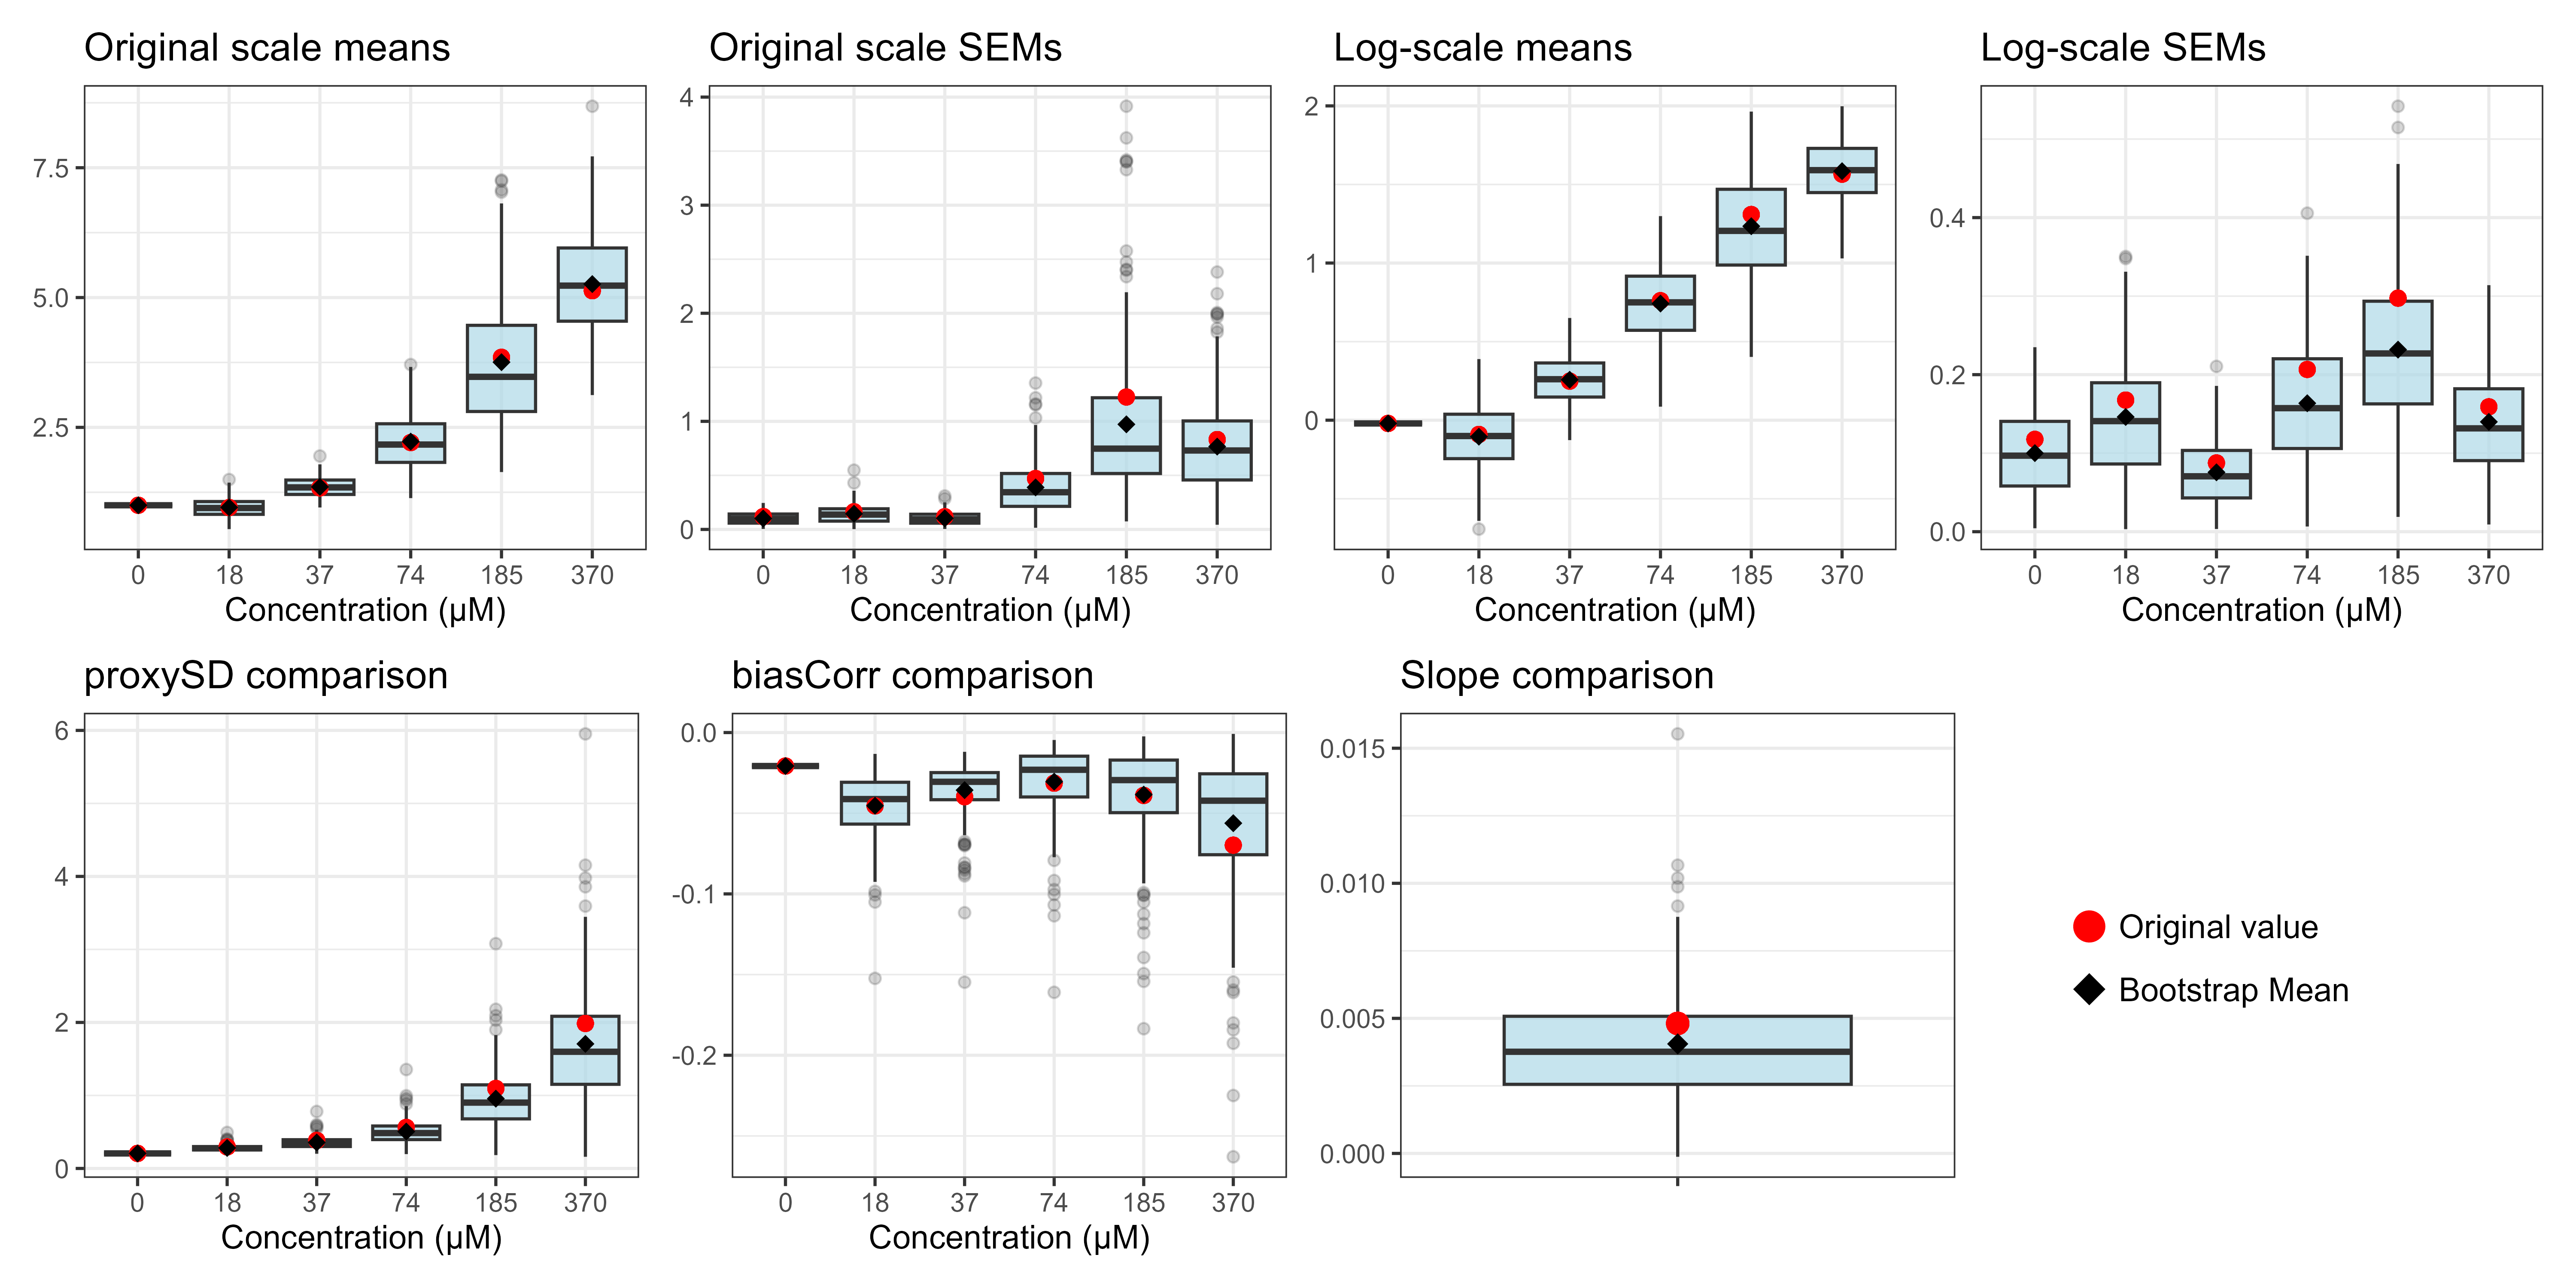 Original scale means
Original scale SEMs
Log-scale means
Log-scale SEMs
7.5
5.0
2.5
0 18 37 74 185 370
Concentration (µM)
4
3
2
1
0
0 18 37 74 185 370
Concentration (µM)
2
1
0
0 18 37 74 185 370
Concentration (µM)
0.4
0.2
0.0
0 18 37 74 185 370
Concentration (µM)
proxySD comparison
biasCorr comparison
Slope comparison
6
4
2
0
0 18 37 74 185 370
Concentration (µM)
0.0
-0.1
-0.2
0 18 37 74 185 370
Concentration (µM)
0.015
0.010
0.005
0.000
Original value
Bootstrap Mean